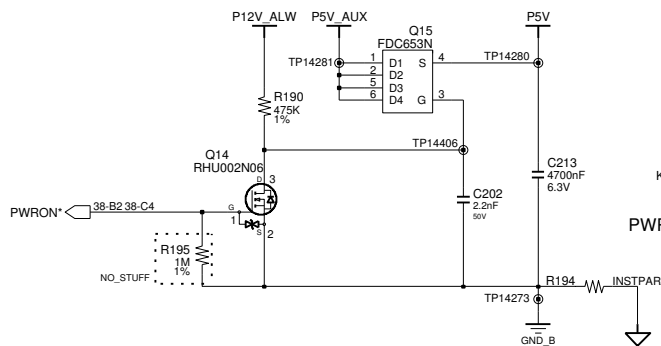 P12V_ALW
P5V_AUX
Q15
FDC653N
P5V
TP14281
1
D1
S
4
TP14280
2
D2
5
D3
6
D4
G
3
R190
475K
1%
TP14406
Q14
RHU002N06
D
3
C213
4700nF
6.3V
K
C202
2.2nF
50V
PWRON*
38-B2 38-C4
G
1
S
2
PWR
R195
1M
1%
NO_STUFF
R194
INSTPAR
TP14273
GND_B